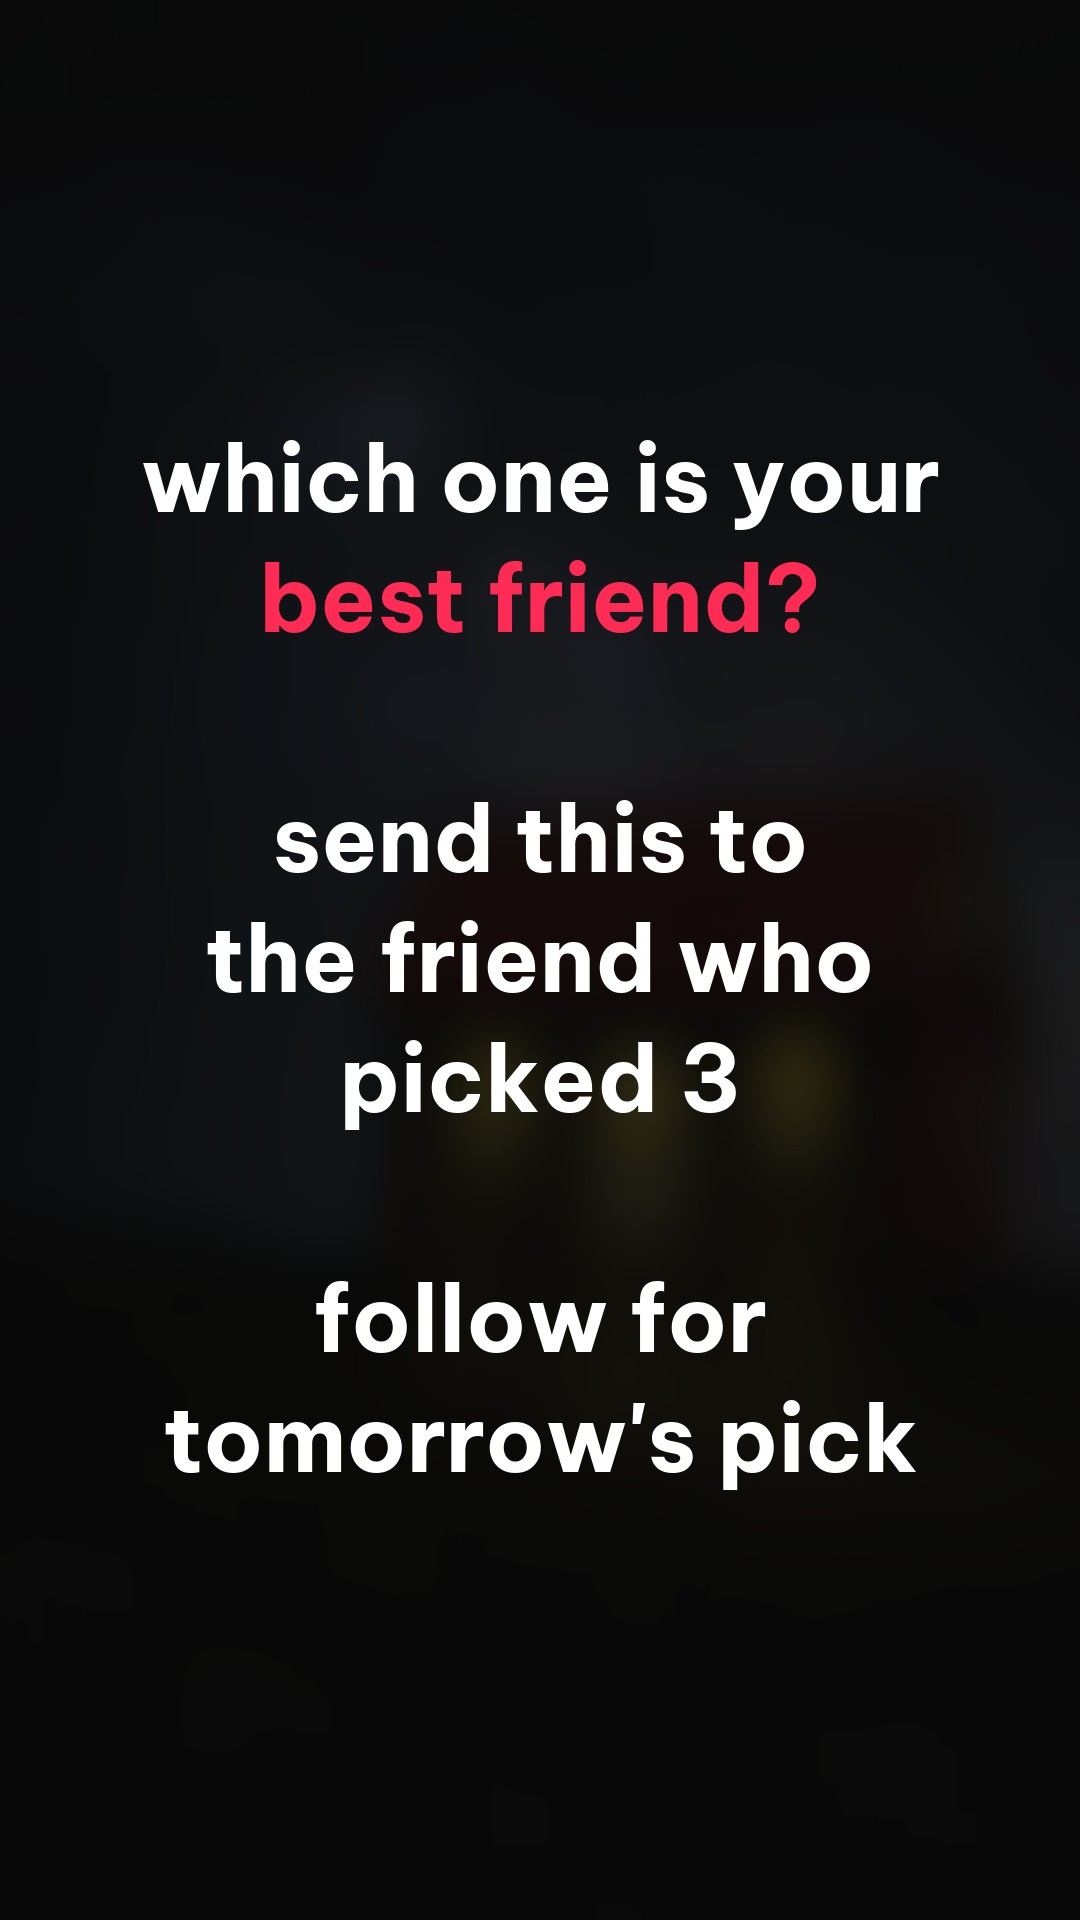 which one is your
best friend?
send this to
the friend who
picked 3
follow for
tomorrow's pick